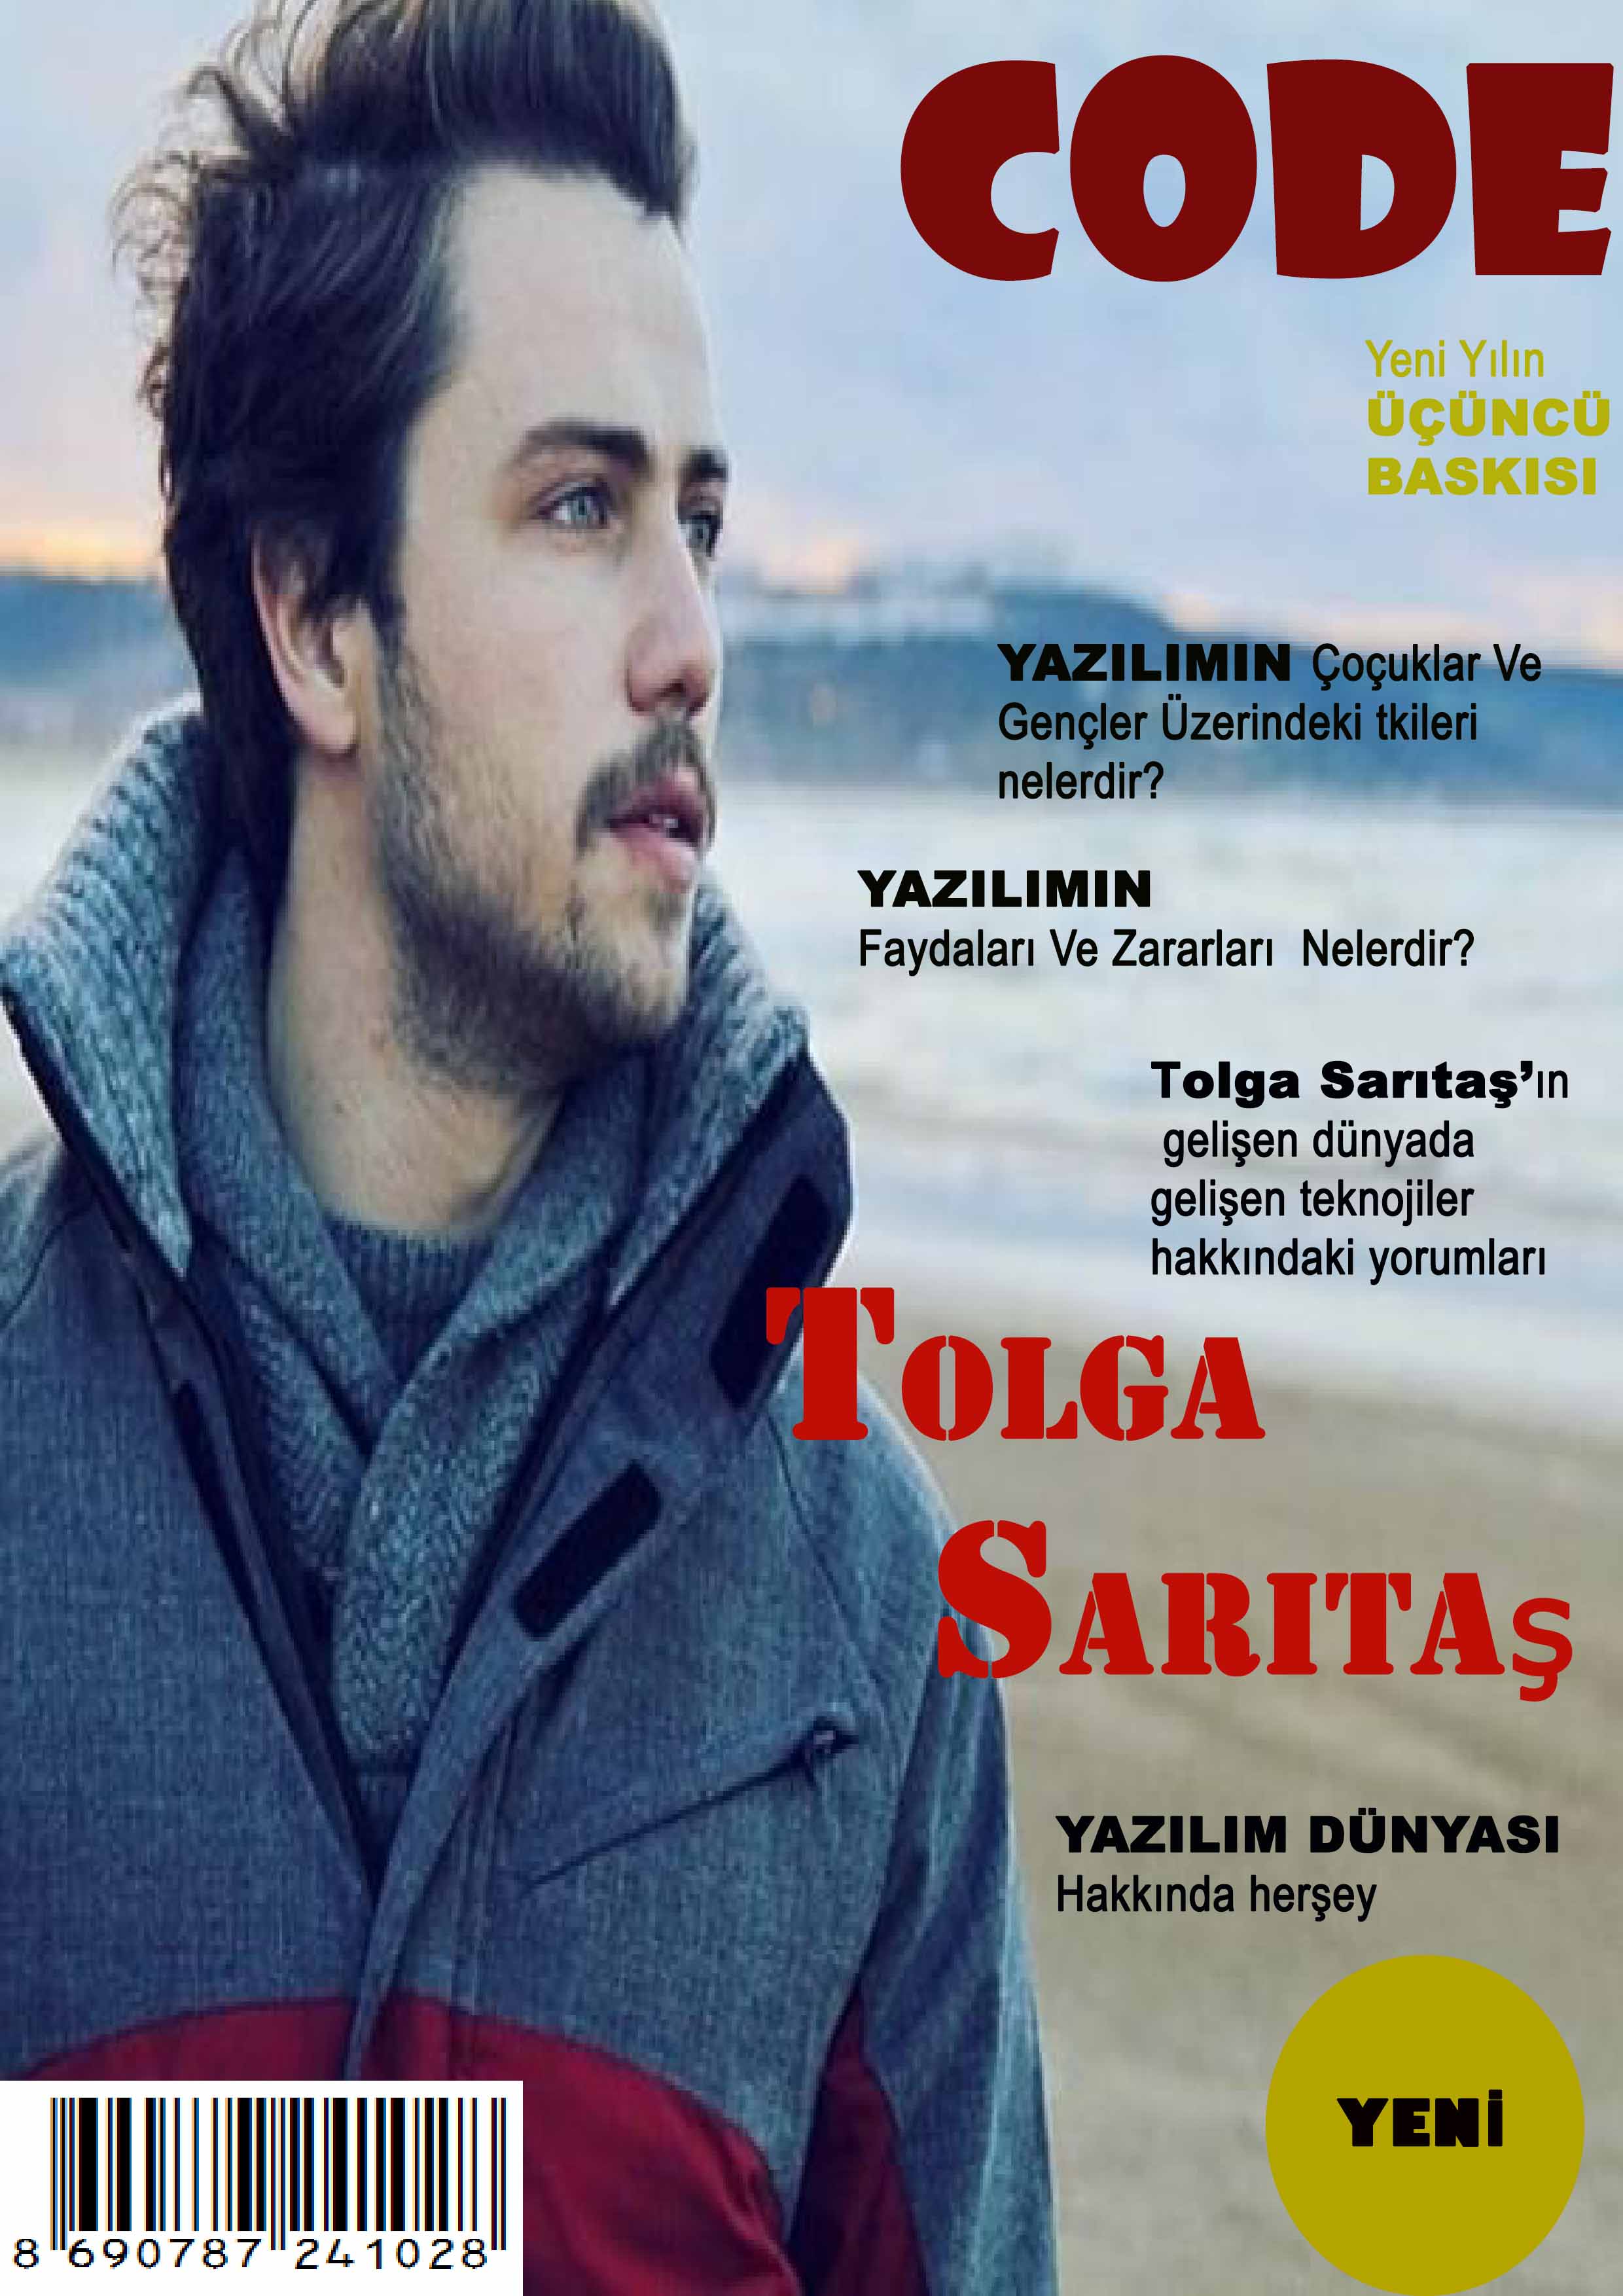 CODE
Yeni Yılın
ÜÇÜNCÜ
BASKISI
YAZILIMIN Çoçuklar Ve
Gençler Üzerindeki tkileri
nelerdir?
YAZILIMIN
Faydaları Ve Zararları Nelerdir?
Tolga Sarıtaş'ın
gelişen dünyada
gelişen teknojiler
hakkındaki yorumları
TOLGA
SARITAŞ
YAZILIM DÜNYASI
Hakkında herşey
YENİ
8 690787 241028